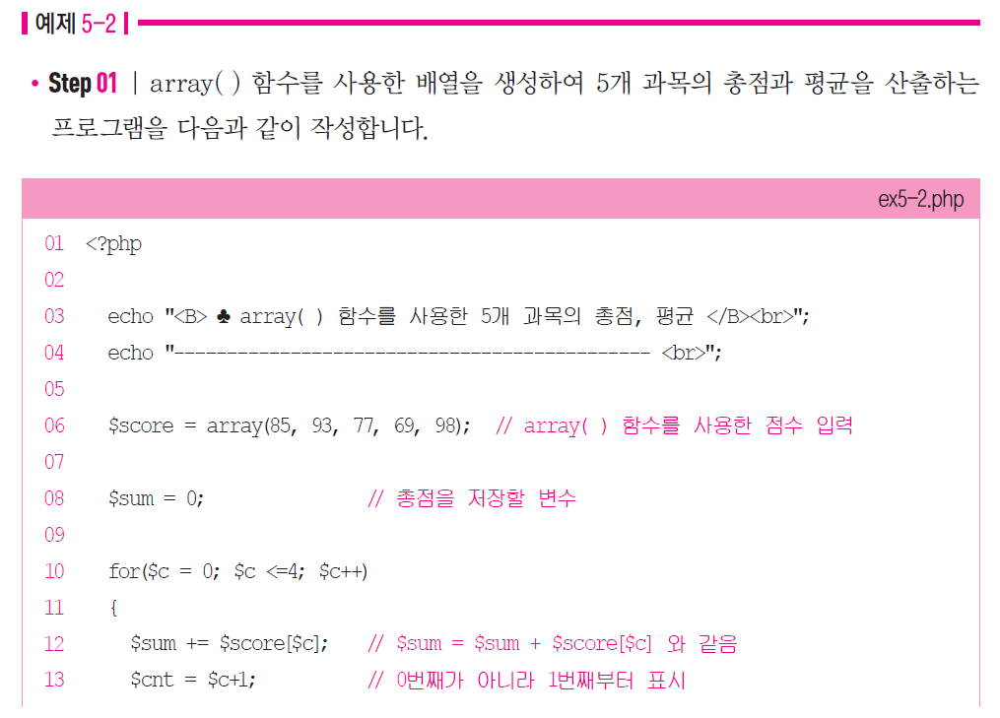 예제 5-2
• Step 01 | array( ) 함수를 사용한 배열을 생성하여 5개 과목의 총점과 평균을 산출하는
프로그램을 다음과 같이 작성합니다.
ex5-2.php
01 <?php
02
03 echo "<B> ♣ array( ) 함수를 사용한 5개 과목의 총점, 평균 </B><br>";
04 echo "--------------------------------------------- <br>";
05
06 $score = array(85, 93, 77, 69, 98); // array( ) 함수를 사용한 점수 입력
07
08 $sum = 0; // 총점을 저장할 변수
09
10 for($c = 0; $c <=4; $c++)
11 {
12 $sum += $score[$c]; // $sum = $sum + $score[$c] 와 같음
13 $cnt = $c+1; // 0번째가 아니라 1번째부터 표시